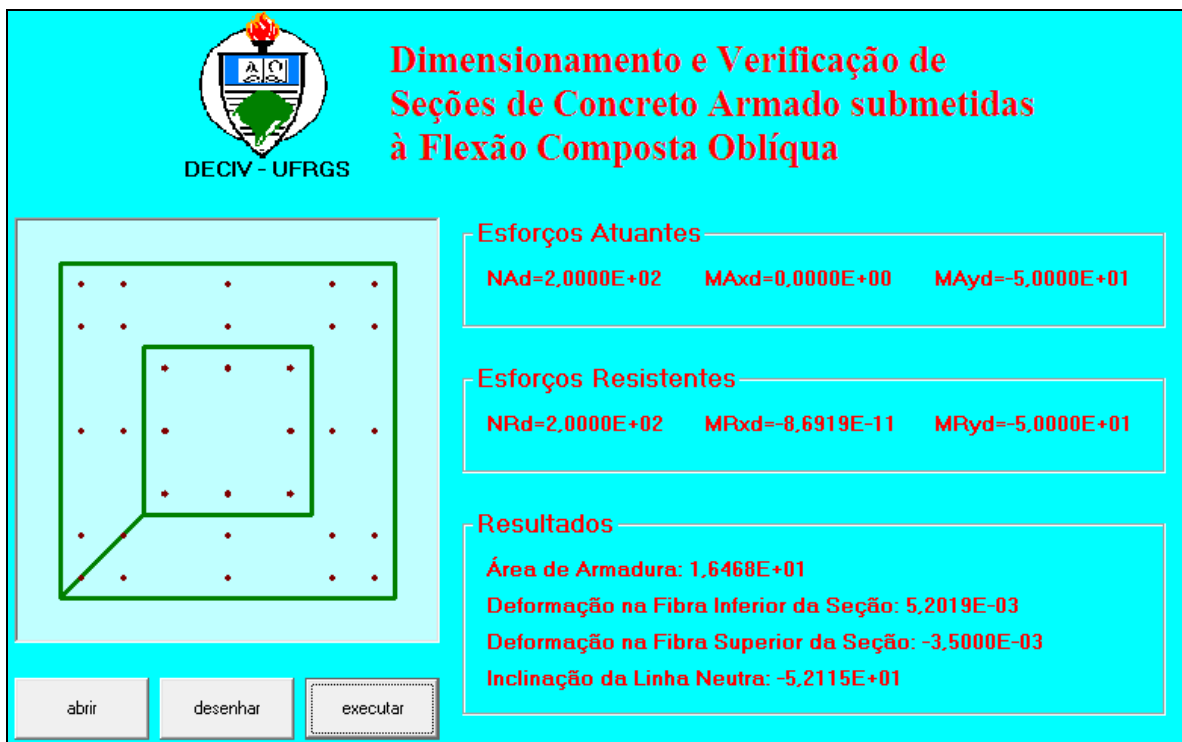 DECIV - UFRGS
Dimensionamento e Verificação de
Seções de Concreto Armado submetidas
à Flexão Composta Oblíqua
Esforços Atuantes
NAd=2,0000E+02 MAxd=0,0000E+00 MAyd=-5,0000E+01
Esforços Resistentes
NRd=2,0000E+02 MRxd=-8,6919E-11 MRyd=-5,0000E+01
Resultados
Área de Armadura: 1,6468E+01
Deformação na Fibra Inferior da Seção: 5,2019E-03
Deformação na Fibra Superior da Seção: -3,5000E-03
Inclinação da Linha Neutra: -5,2115E+01
abrir desenhar executar